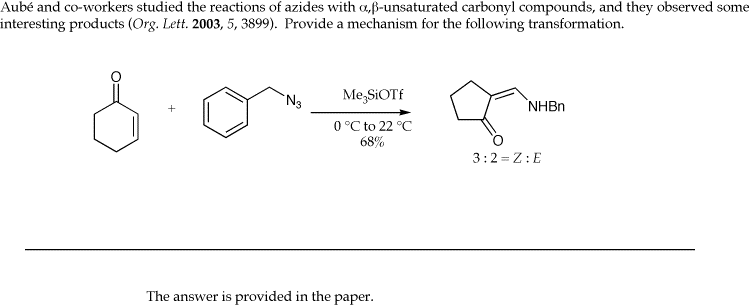 Aubé and co-workers studied the reactions of azides with α,β-unsaturated carbonyl compounds, and they observed some
interesting products (Org. Lett. 2003, 5, 3899).  Provide a mechanism for the following transformation.
O
+
N3
Me3SiOTf
0 °C to 22 °C
68%
NHBn
O
3 : 2 = Z : E
The answer is provided in the paper.